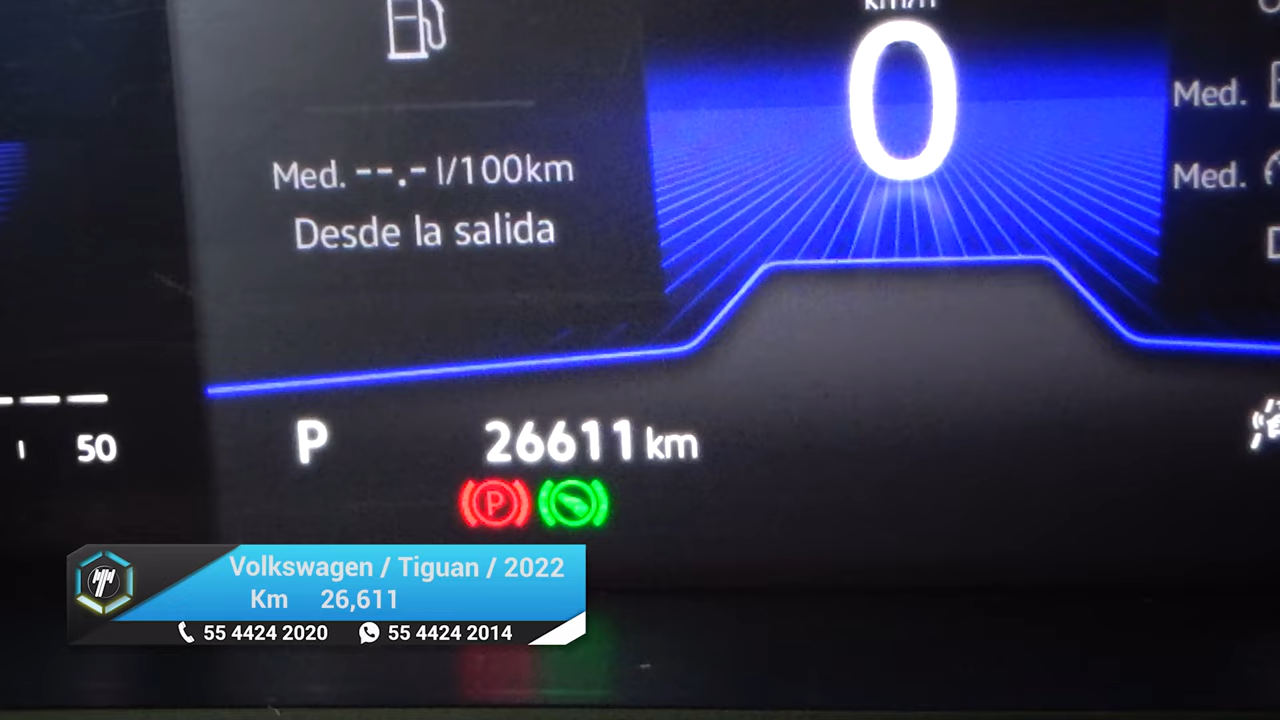 km/h
0
Med. --.- l/100km
Desde la salida
Med.
Med.
50
P
26611 km
P
Volkswagen / Tiguan / 2022
Km 26,611
55 4424 2020 55 4424 2014